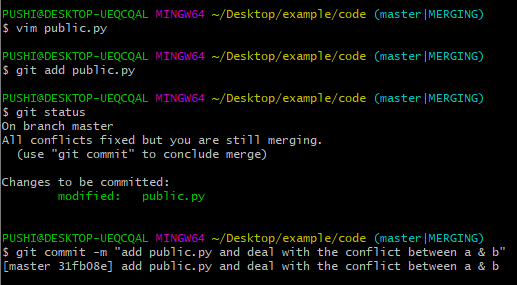 PUSHI@DESKTOP-UEQCQAL MINGW64 ~/Desktop/example/code (master|MERGING)
$ vim public.py
PUSHI@DESKTOP-UEQCQAL MINGW64 ~/Desktop/example/code (master|MERGING)
$ git add public.py
PUSHI@DESKTOP-UEQCQAL MINGW64 ~/Desktop/example/code (master|MERGING)
$ git status
On branch master
All conflicts fixed but you are still merging.
  (use "git commit" to conclude merge)
Changes to be committed:
        modified:   public.py
PUSHI@DESKTOP-UEQCQAL MINGW64 ~/Desktop/example/code (master|MERGING)
$ git commit -m "add public.py and deal with the conflict between a & b"
[master 31fb08e] add public.py and deal with the conflict between a & b